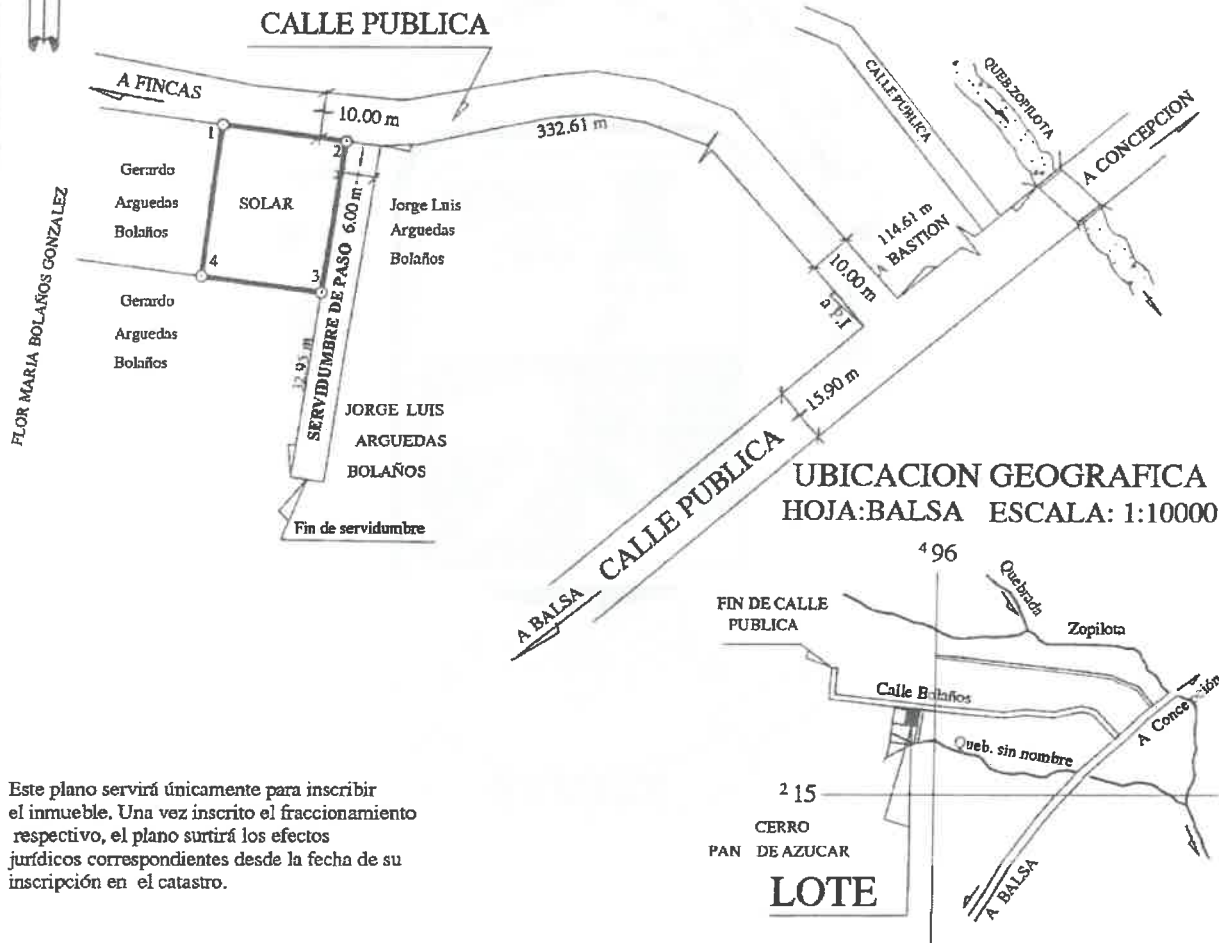 CALLE PUBLICA
A FINCAS
10.00 m
332.61 m
CALLE PÚBLICA
QUEB. ZOPILOTA
A CONCEPCION
1
2
Gerardo
Arguedas
Bolaños
SOLAR
6.00 m
Jorge Luis
Arguedas
Bolaños
114.61 m
BASTION
10.00 m
a P.I
FLOR MARIA BOLAÑOS GONZALEZ
4
3
Gerardo
Arguedas
Bolaños
SERVIDUMBRE DE PASO
JORGE LUIS
ARGUEDAS
BOLAÑOS
Fin de servidumbre
15.90 m
CALLE PUBLICA
A BALSA
UBICACION GEOGRAFICA
HOJA:BALSA ESCALA: 1:10000
496
FIN DE CALLE
PUBLICA
Quebrada
Zopilota
Calle Bolaños
A Concepción
Queb. sin nombre
215
CERRO
PAN DE AZUCAR
LOTE
A BALSA
Este plano servirá únicamente para inscribir
el inmueble. Una vez inscrito el fraccionamiento
respectivo, el plano surtirá los efectos
jurídicos correspondientes desde la fecha de su
inscripción en el catastro.